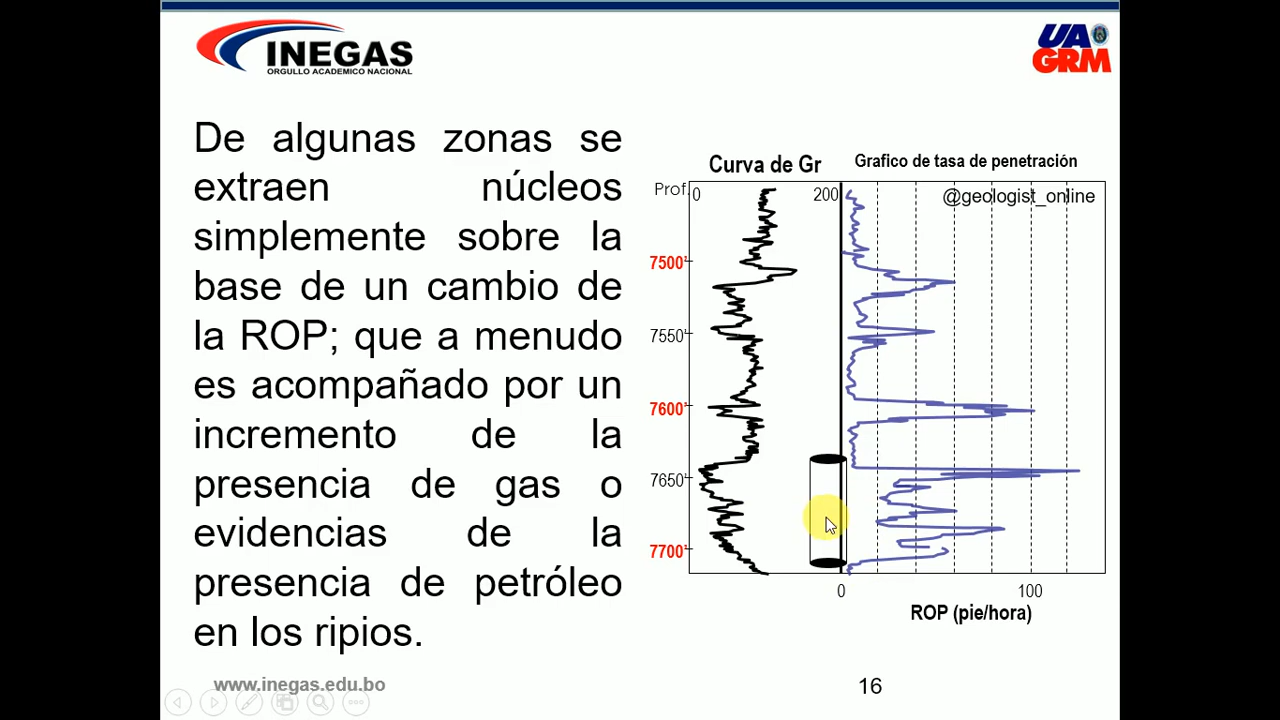 INEGAS
ORGULLO ACADEMICO NACIONAL
UA
GRM
De algunas zonas se
extraen núcleos
simplemente sobre la
base de un cambio de
la ROP; que a menudo
es acompañado por un
incremento de la
presencia de gas o
evidencias de la
presencia de petróleo
en los ripios.
Curva de Gr
Grafico de tasa de penetración
Prof.
0
200
@geologist_online
7500'
7550'
7600'
7650'
7700'
0
100
ROP (pie/hora)
www.inegas.edu.bo
16